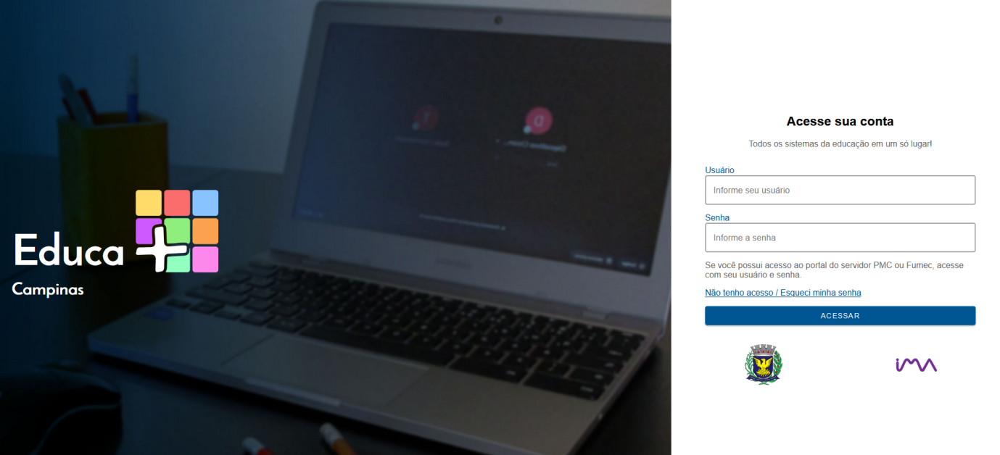 Educa
Campinas
Acesse sua conta
Todos os sistemas da educação em um só lugar!
Usuário
Informe seu usuário
Senha
Informe a senha
Se você possui acesso ao portal do servidor PMC ou Fumec, acesse
com seu usuário e senha.
Não tenho acesso / Esqueci minha senha
ACESSAR
ima